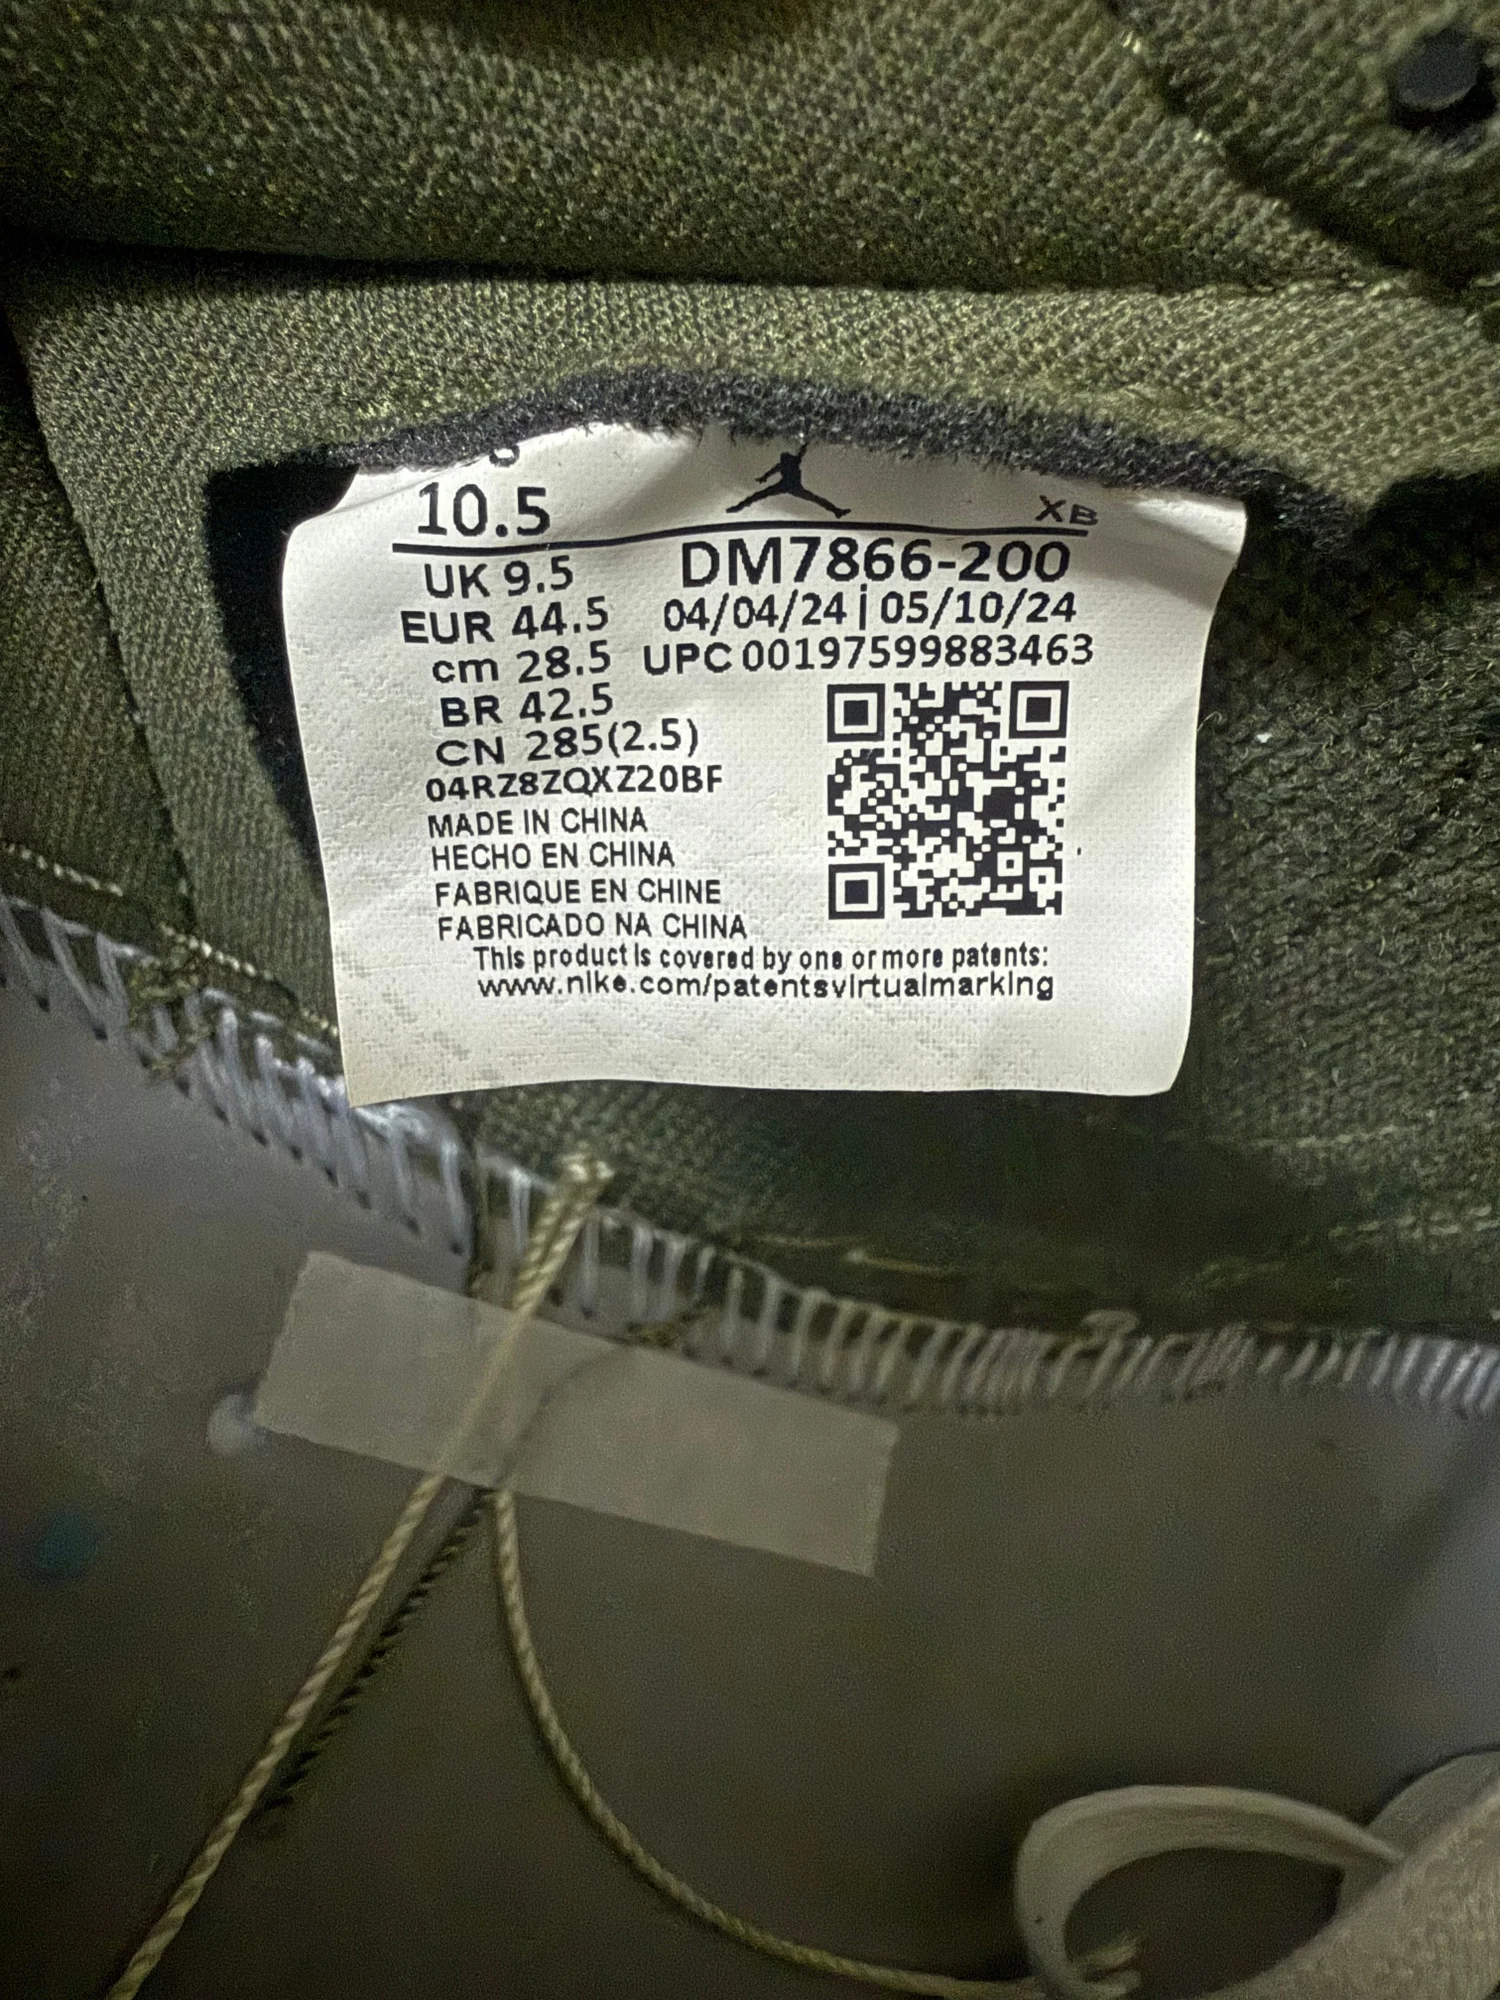 10.5
XB
UK 9.5
DM7866-200
EUR 44.5
04/04/24 | 05/10/24
cm 28.5
UPC 00197599883463
BR 42.5
CN 285(2.5)
04RZ8ZQXZ20BF
MADE IN CHINA
HECHO EN CHINA
FABRIQUE EN CHINE
FABRICADO NA CHINA
This product is covered by one or more patents:
www.nike.com/patentsvirtualmarking